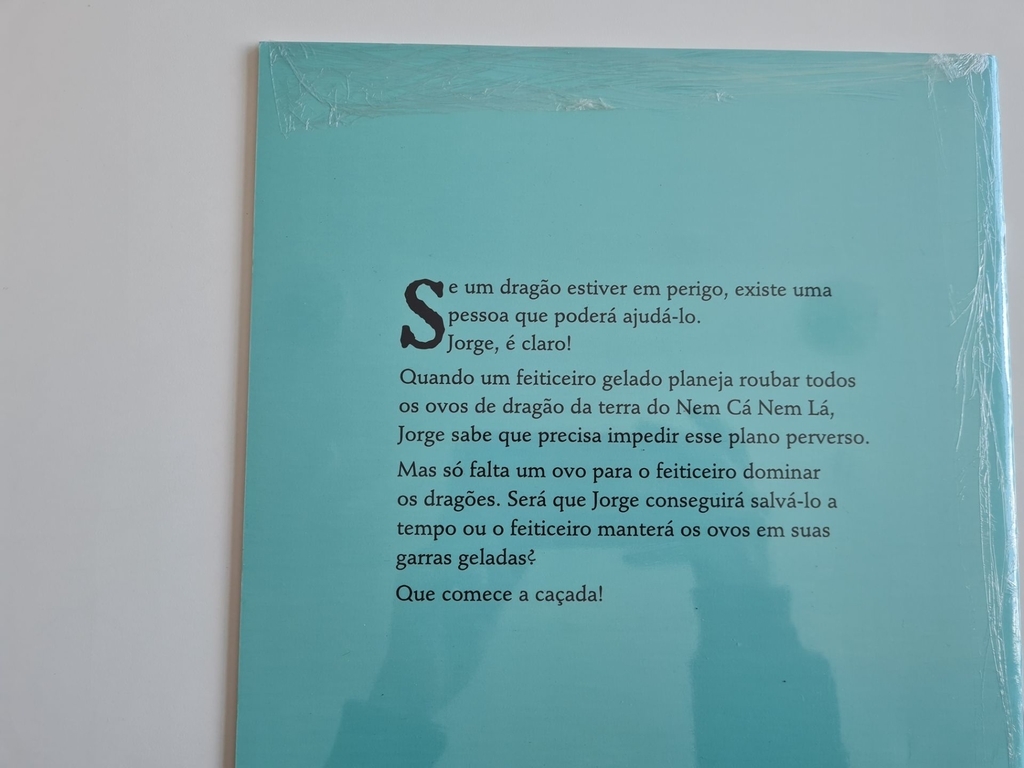 Se um dragão estiver em perigo, existe uma
pessoa que poderá ajudá-lo.
Jorge, é claro!
Quando um feiticeiro gelado planeja roubar todos
os ovos de dragão da terra do Nem Cá Nem Lá,
Jorge sabe que precisa impedir esse plano perverso.
Mas só falta um ovo para o feiticeiro dominar
os dragões. Será que Jorge conseguirá salvá-lo a
tempo ou o feiticeiro manterá os ovos em suas
garras geladas?
Que comece a caçada!